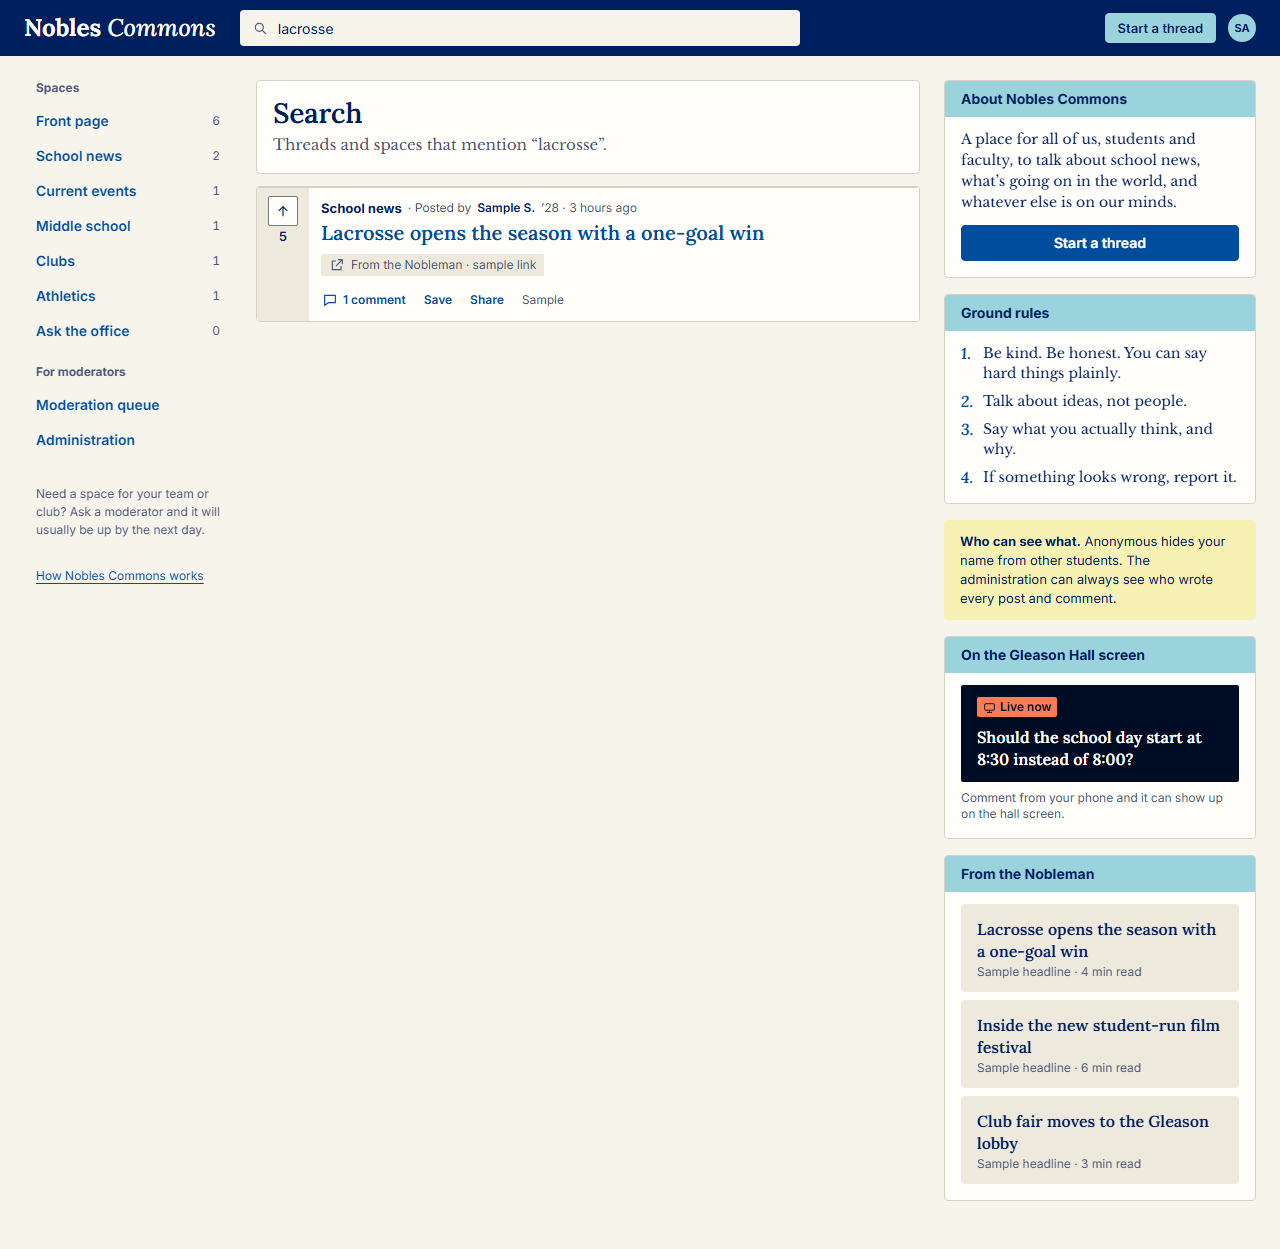 Nobles Commons
lacrosse
Start a thread
SA
Spaces
Front page 6
School news 2
Current events 1
Middle school 1
Clubs 1
Athletics 1
Ask the office 0
For moderators
Moderation queue
Administration
Need a space for your team or
club? Ask a moderator and it will
usually be up by the next day.
How Nobles Commons works
Search
Threads and spaces that mention “lacrosse”.
5
School news · Posted by Sample S. ’28 · 3 hours ago
Lacrosse opens the season with a one-goal win
From the Nobleman · sample link
1 comment Save Share Sample
About Nobles Commons
A place for all of us, students and
faculty, to talk about school news,
what’s going on in the world, and
whatever else is on our minds.
Start a thread
Ground rules
1. Be kind. Be honest. You can say
hard things plainly.
2. Talk about ideas, not people.
3. Say what you actually think, and
why.
4. If something looks wrong, report it.
Who can see what. Anonymous hides your
name from other students. The
administration can always see who wrote
every post and comment.
On the Gleason Hall screen
Live now
Should the school day start at
8:30 instead of 8:00?
Comment from your phone and it can show up
on the hall screen.
From the Nobleman
Lacrosse opens the season with
a one-goal win
Sample headline · 4 min read
Inside the new student-run film
festival
Sample headline · 6 min read
Club fair moves to the Gleason
lobby
Sample headline · 3 min read